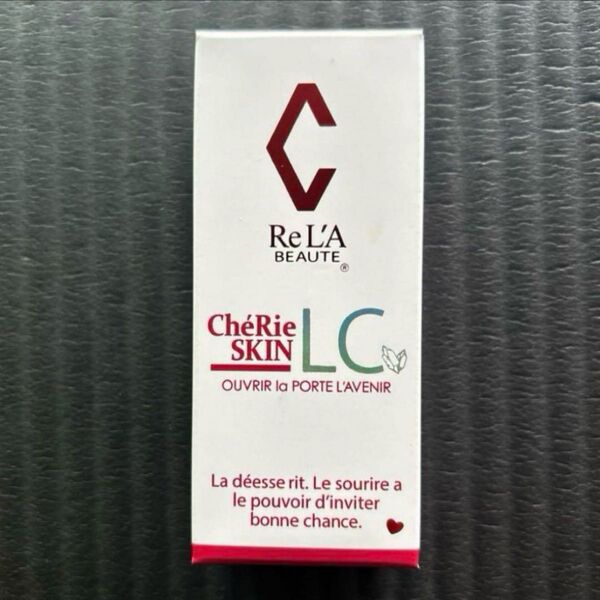 ReL'A
BEAUTE
®
ChéRie
SKIN
LC
OUVRIR la PORTE L'AVENIR
La déesse rit. Le sourire a
le pouvoir d'inviter
bonne chance.